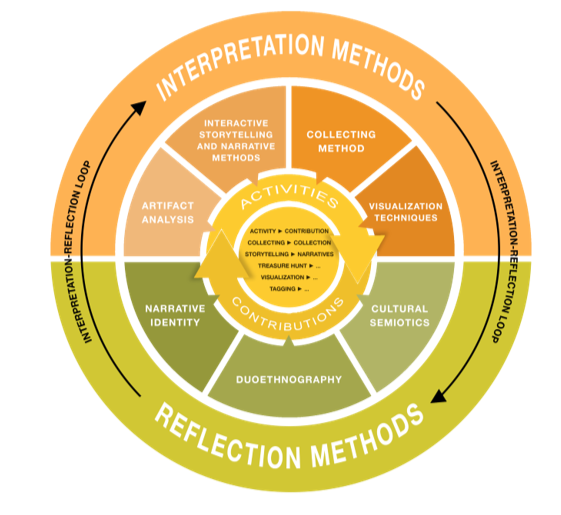 INTERPRETATION METHODS
INTERPRETATION-REFLECTION LOOP
INTERPRETATION-REFLECTION LOOP
INTERACTIVE
STORYTELLING
AND NARRATIVE
METHODS
COLLECTING
METHOD
ARTIFACT
ANALYSIS
VISUALIZATION
TECHNIQUES
ACTIVITIES
ACTIVITY ► CONTRIBUTION
COLLECTING ► COLLECTION
STORYTELLING ► NARRATIVES
TREASURE HUNT ► ...
VISUALIZATION ► ...
TAGGING ► ...
CONTRIBUTIONS
NARRATIVE
IDENTITY
CULTURAL
SEMIOTICS
DUOETHNOGRAPHY
REFLECTION METHODS